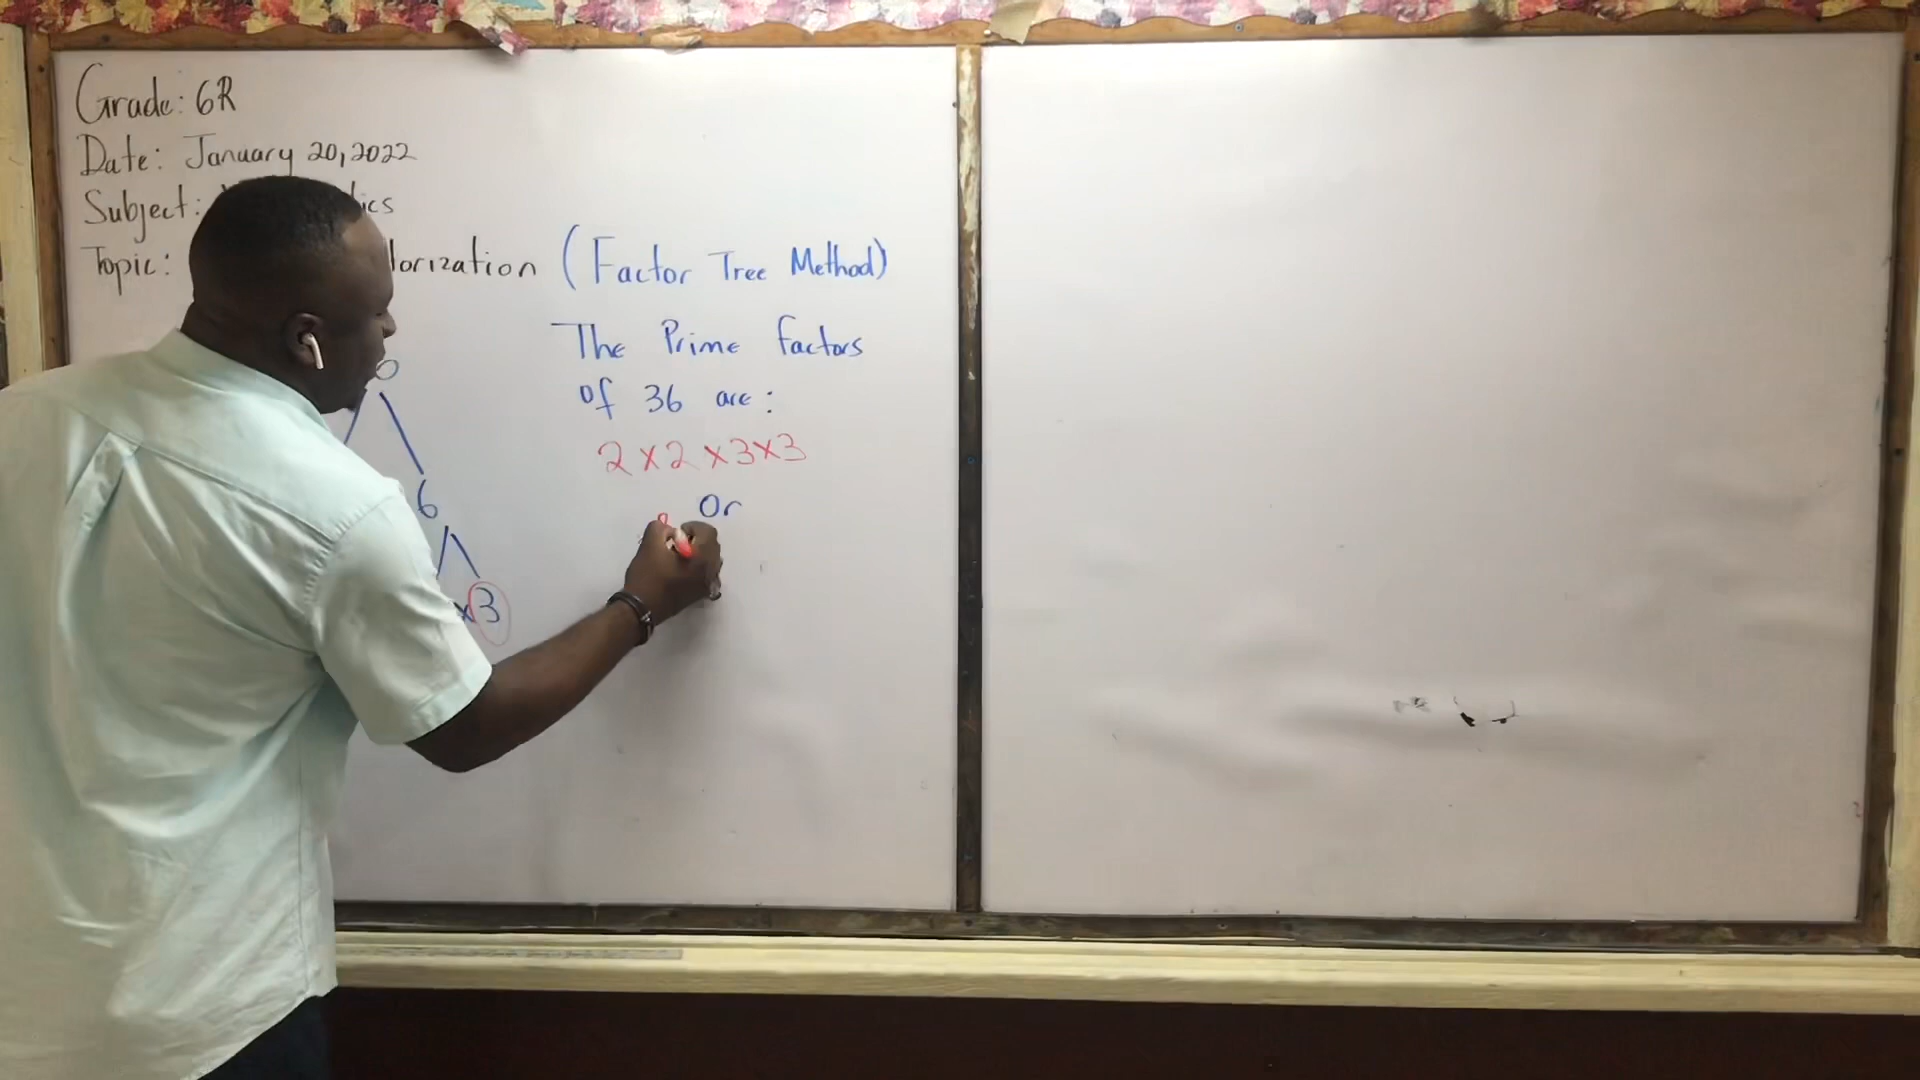 Grade: 6R
Date: January 20, 2022
Subject:
Topic: (Factor Tree Method)
The Prime factors
of 36 are:
2 x 2 x 3 x 3
Or
6
x 3